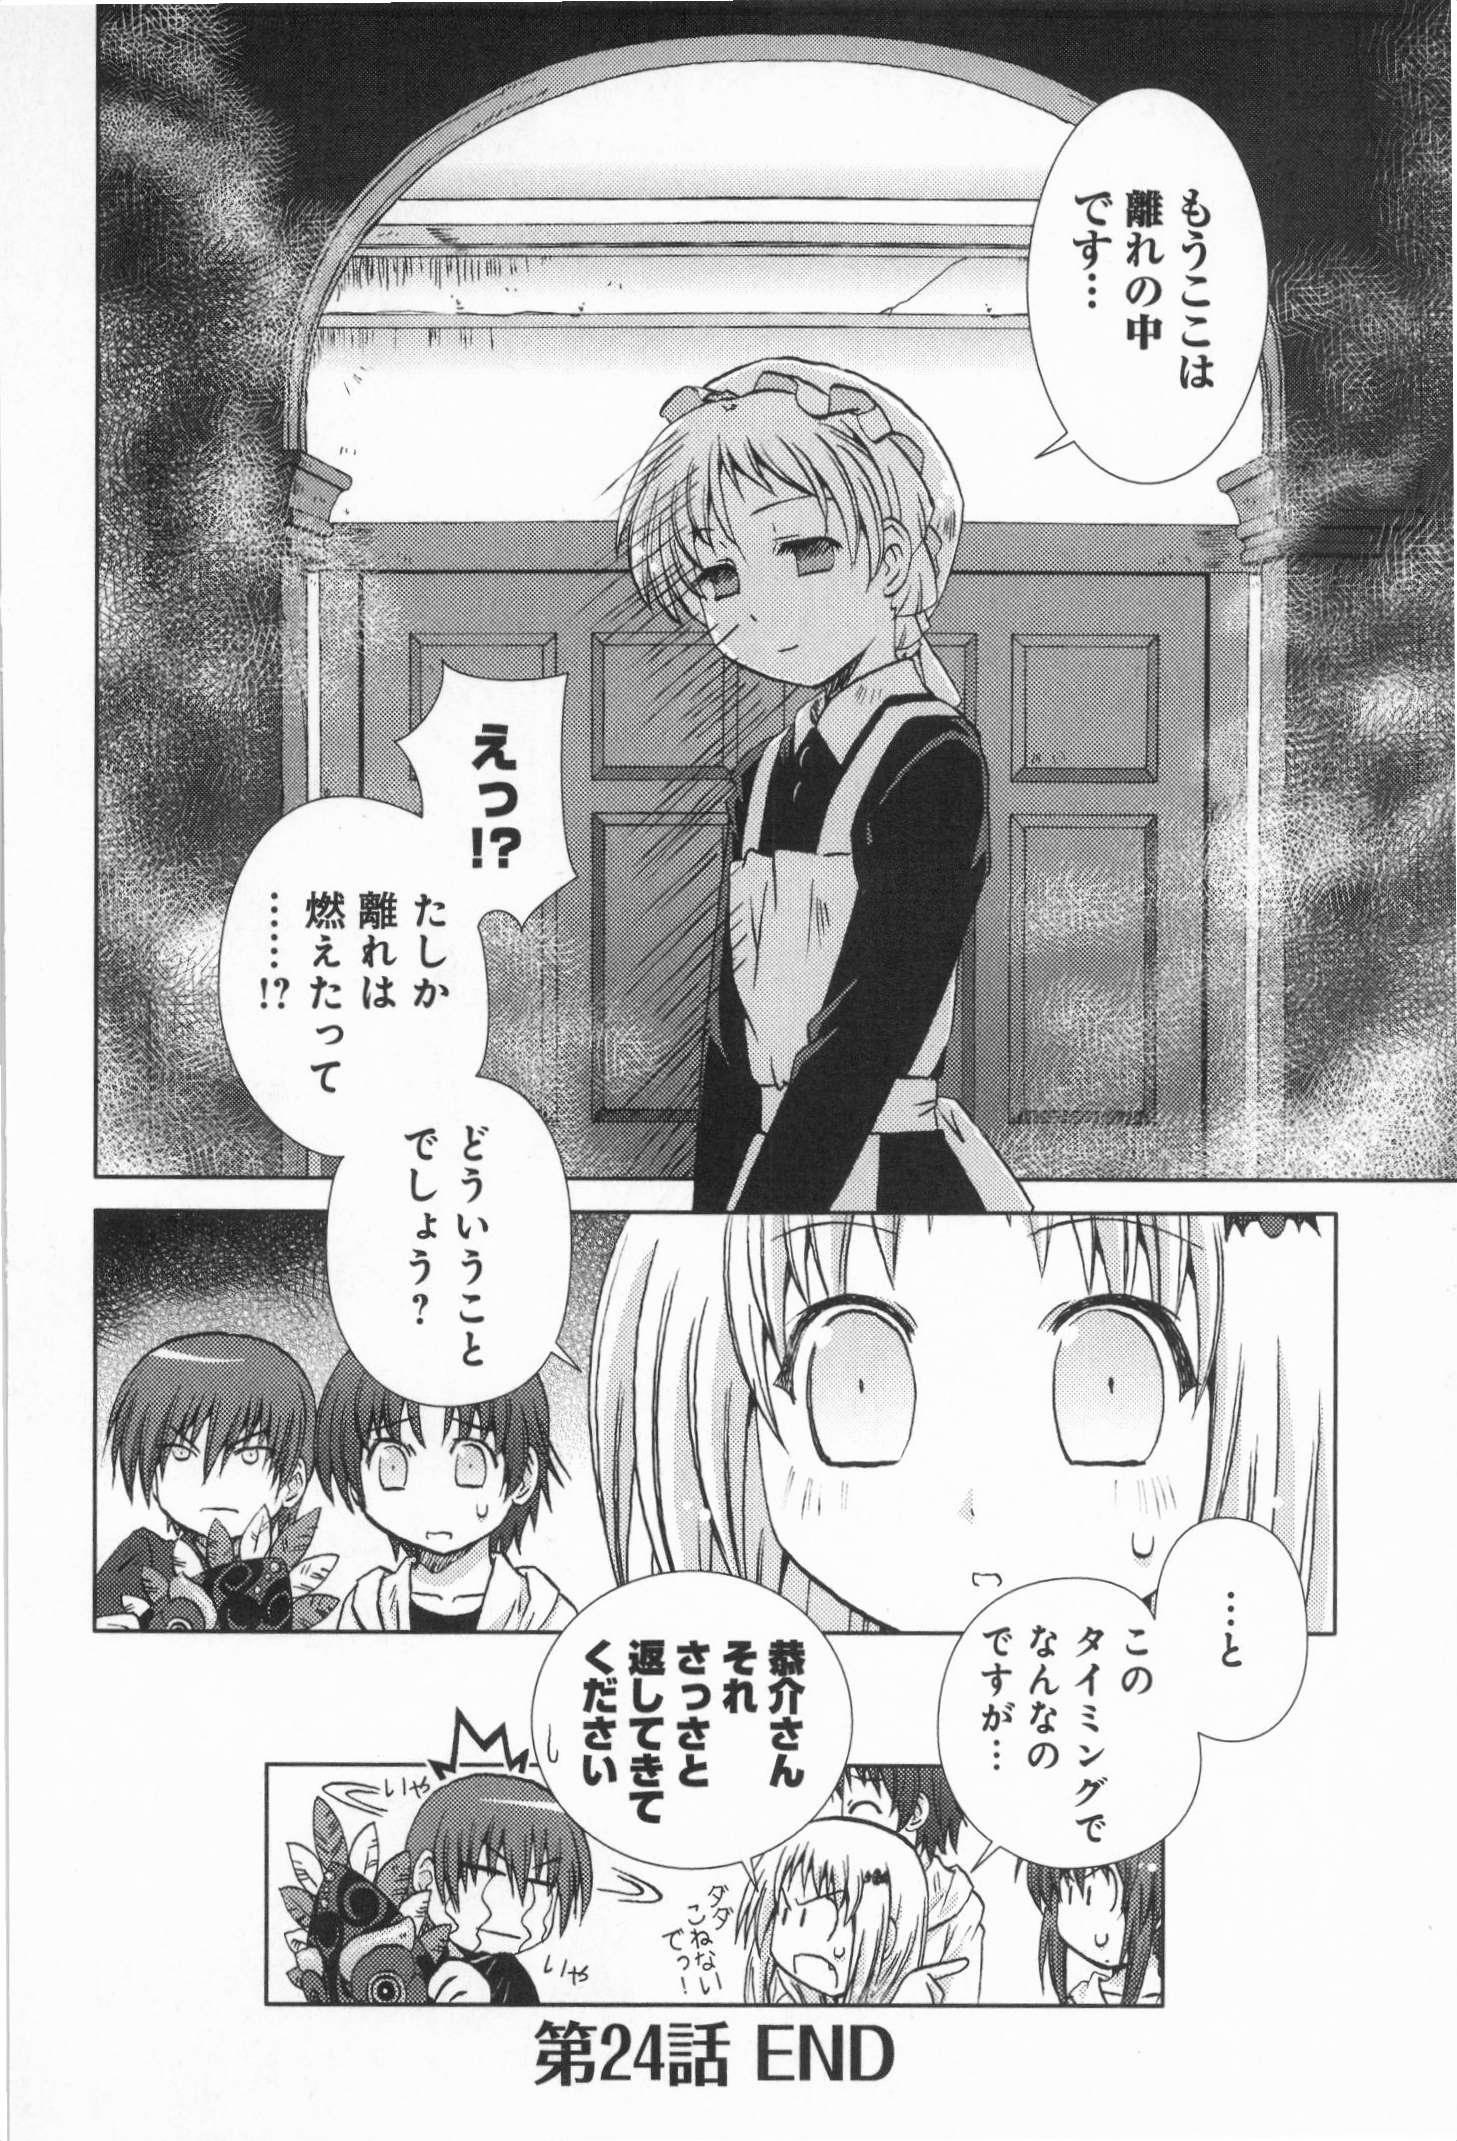 もうここは
離れの中
です…
えっ!?
たしか
離れは
燃えたって
……!?
どういうこと
でしょう?
…と
この
タイミングで
なんなの
ですが…
恭介さん
それ
さっさと
返してきて
ください
ダダ
こねない
でっ!
いや
いや
第24話 END